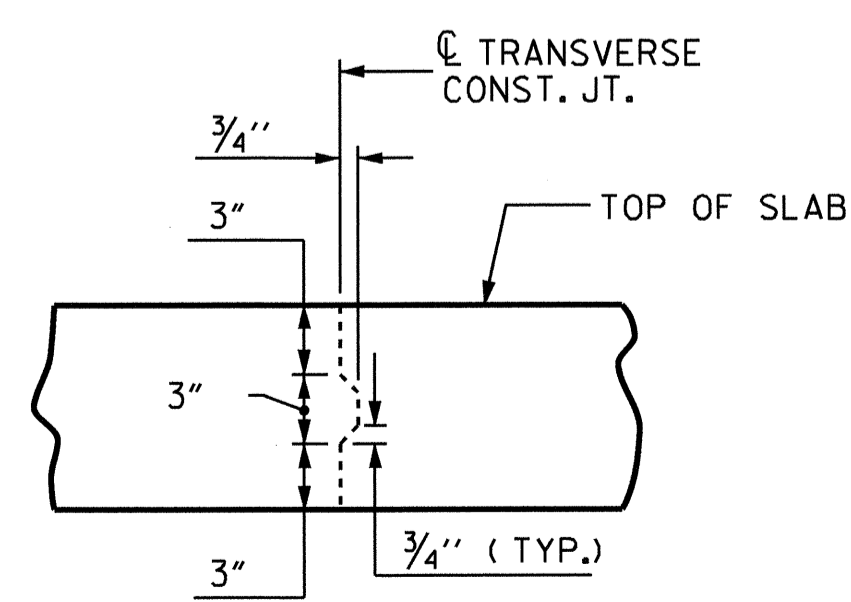 ℄ TRANSVERSE
CONST. JT.
3/4''
3"
TOP OF SLAB
3"
3/4'' ( TYP.)
3"